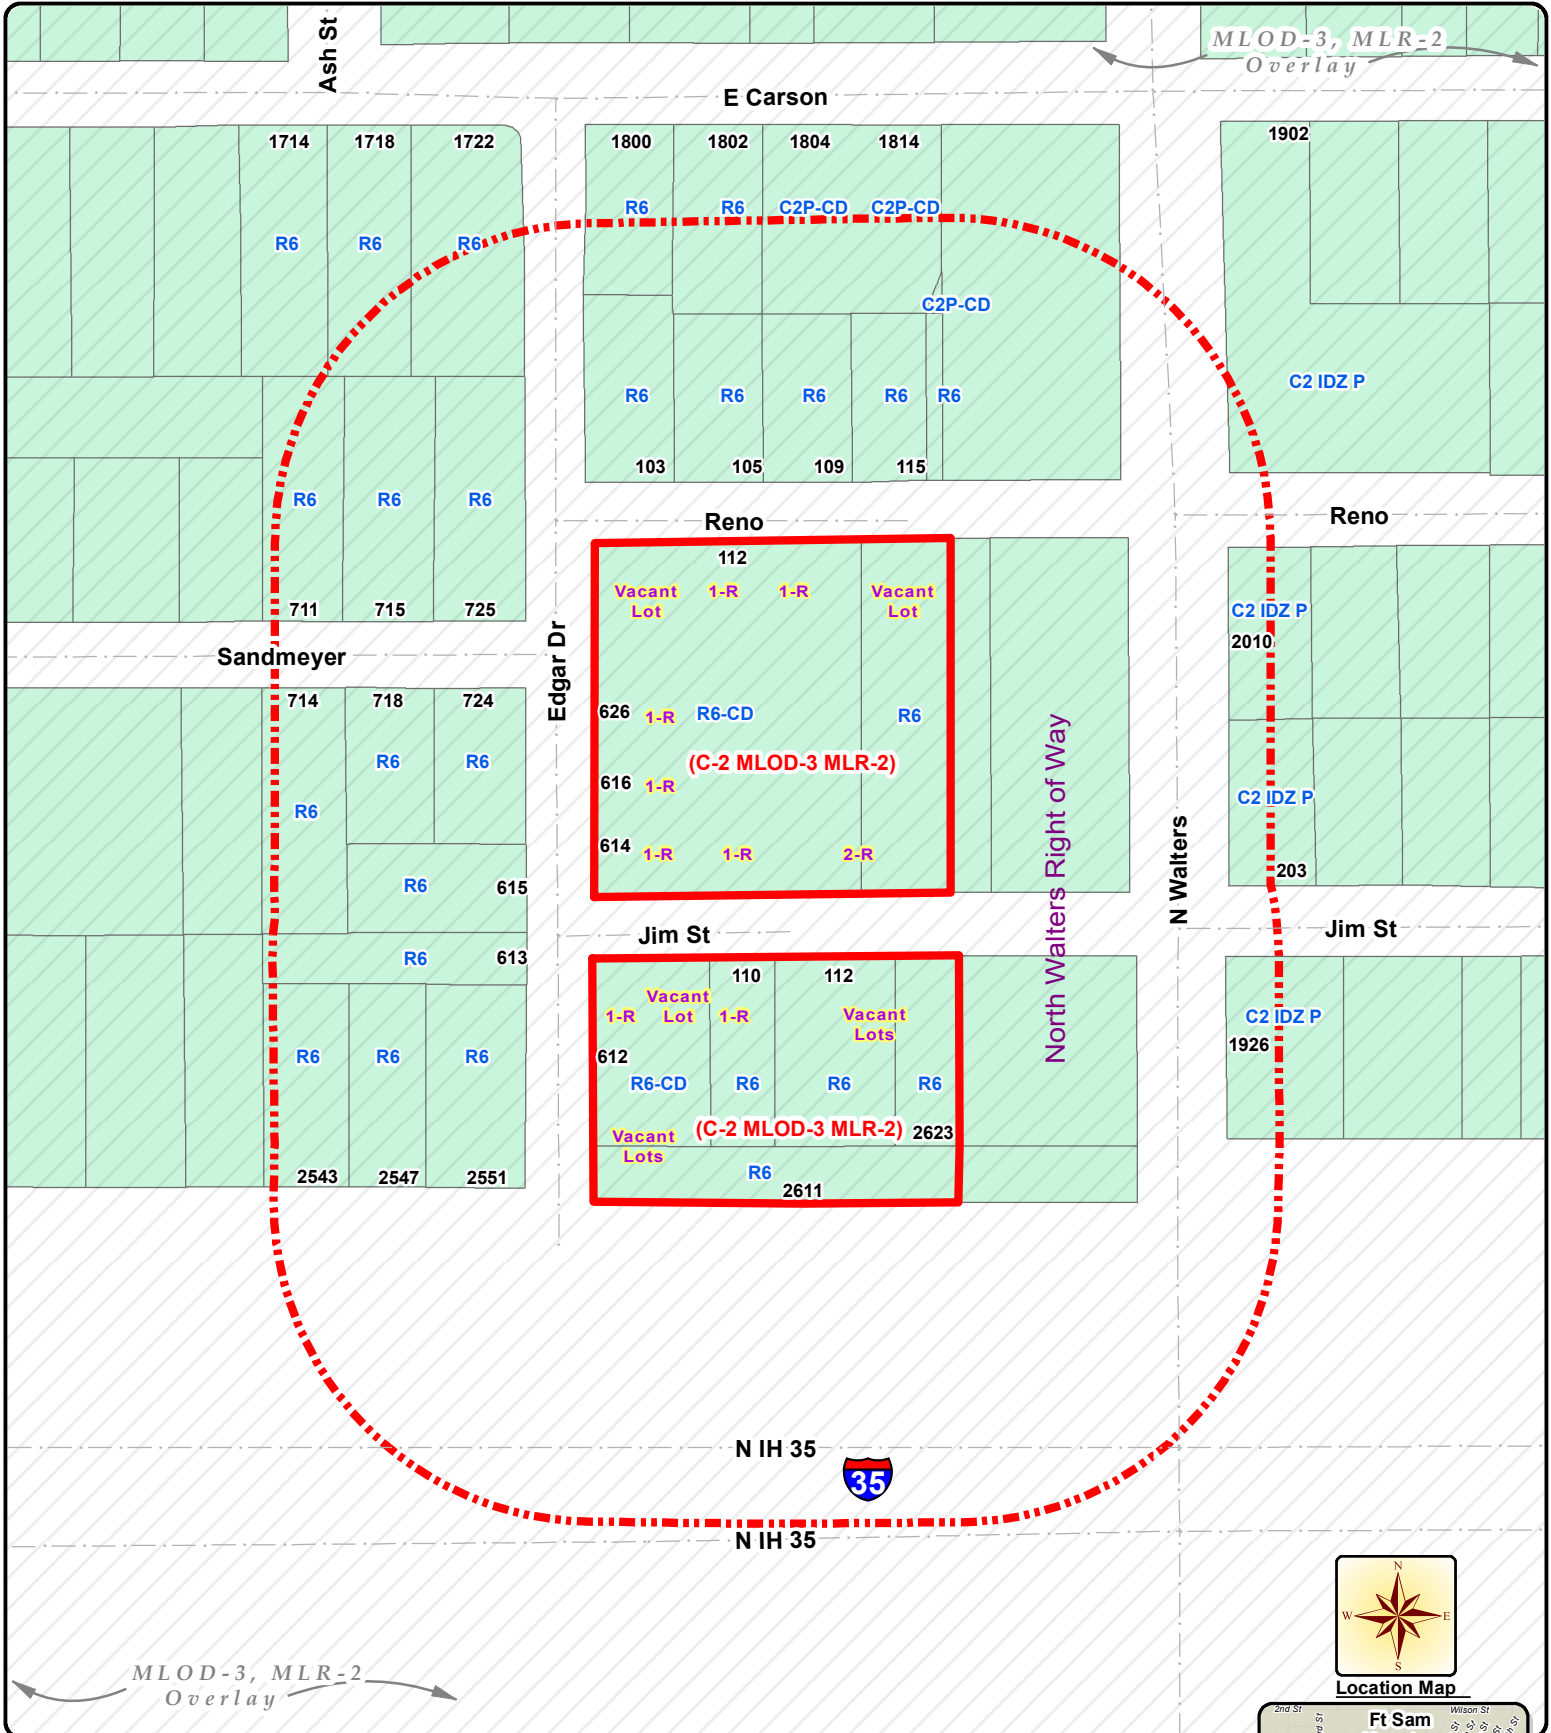 Ash St
MLOD-3, MLR-2
Overlay
E Carson
1714
1718
1722
1800
1802
1804
1814
1902
R6
R6
C2P-CD
C2P-CD
R6
R6
R6
C2P-CD
C2 IDZ P
R6
R6
R6
R6
R6
103
105
109
115
R6
R6
R6
Reno
Reno
112
Vacant
Lot
1-R
1-R
Vacant
Lot
711
715
725
C2 IDZ P
2010
Sandmeyer
Edgar Dr
714
718
724
626
1-R
R6-CD
R6
R6
R6
(C-2 MLOD-3 MLR-2)
616
1-R
R6
C2 IDZ P
North Walters Right of Way
N Walters
614
1-R
1-R
2-R
203
R6
615
Jim St
Jim St
R6
613
110
112
1-R
Vacant
Lot
1-R
Vacant
Lots
C2 IDZ P
1926
612
R6
R6
R6
R6-CD
R6
R6
R6
(C-2 MLOD-3 MLR-2)
2623
Vacant
Lots
R6
2611
2543
2547
2551
N IH 35
35
N IH 35
N
W
E
S
MLOD-3, MLR-2
Overlay
Location Map
2nd St
Wilson St
Ft Sam